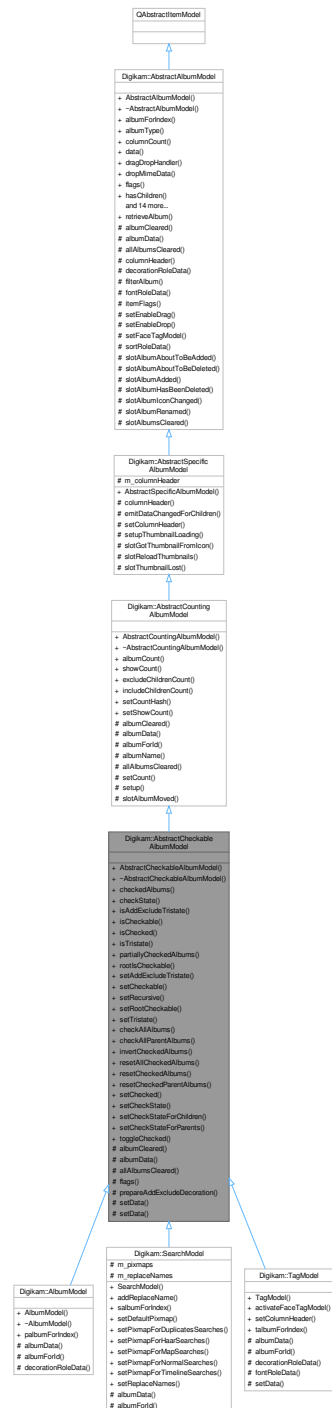 QAbstractItemModel
Digikam::AbstractAlbumModel
+ AbstractAlbumModel()
+ ~AbstractAlbumModel()
+ albumForIndex()
+ albumType()
+ columnCount()
+ data()
+ dragDropHandler()
+ dropMimeData()
+ flags()
+ hasChildren()
and 14 more...
+ retrieveAlbum()
# albumCleared()
# albumData()
# allAlbumsCleared()
# columnHeader()
# decorationRoleData()
# filterAlbum()
# fontRoleData()
# itemFlags()
# setEnableDrag()
# setEnableDrop()
# setFaceTagModel()
# sortRoleData()
# slotAlbumAboutToBeAdded()
# slotAlbumAboutToBeDeleted()
# slotAlbumAdded()
# slotAlbumHasBeenDeleted()
# slotAlbumIconChanged()
# slotAlbumRenamed()
# slotAlbumsCleared()
Digikam::AbstractSpecific
AlbumModel
# m_columnHeader
+ AbstractSpecificAlbumModel()
# columnHeader()
# emitDataChangedForChildren()
# setColumnHeader()
# setupThumbnailLoading()
# slotGotThumbnailFromIcon()
# slotReloadThumbnails()
# slotThumbnailLost()
Digikam::AbstractCounting
AlbumModel
+ AbstractCountingAlbumModel()
+ ~AbstractCountingAlbumModel()
+ albumCount()
+ showCount()
+ excludeChildrenCount()
+ includeChildrenCount()
+ setCountHash()
+ setShowCount()
# albumCleared()
# albumData()
# albumForId()
# albumName()
# allAlbumsCleared()
# setCount()
# setup()
# slotAlbumMoved()
Digikam::AbstractCheckable
AlbumModel
+ AbstractCheckableAlbumModel()
+ ~AbstractCheckableAlbumModel()
+ checkedAlbums()
+ checkState()
+ isAddExcludeTristate()
+ isCheckable()
+ isChecked()
+ isTristate()
+ partiallyCheckedAlbums()
+ rootIsCheckable()
+ setAddExcludeTristate()
+ setCheckable()
+ setRecursive()
+ setRootCheckable()
+ setTristate()
+ checkAllAlbums()
+ checkAllParentAlbums()
+ invertCheckedAlbums()
+ resetAllCheckedAlbums()
+ resetCheckedAlbums()
+ resetCheckedParentAlbums()
+ setChecked()
+ setCheckState()
+ setCheckStateForChildren()
+ setCheckStateForParents()
+ toggleChecked()
# albumCleared()
# albumData()
# allAlbumsCleared()
# flags()
# prepareAddExcludeDecoration()
# setData()
# setData()
Digikam::AlbumModel
+ AlbumModel()
+ ~AlbumModel()
+ palbumForIndex()
# albumData()
# albumForId()
# decorationRoleData()
Digikam::SearchModel
# m_pixmaps
# m_replaceNames
+ SearchModel()
+ addReplaceName()
+ salbumForIndex()
+ setDefaultPixmap()
+ setPixmapForDuplicatesSearches()
+ setPixmapForHaarSearches()
+ setPixmapForMapSearches()
+ setPixmapForNormalSearches()
+ setPixmapForTimelineSearches()
+ setReplaceNames()
# albumData()
# albumForId()
Digikam::TagModel
+ TagModel()
+ activateFaceTagModel()
+ setColumnHeader()
+ talbumForIndex()
# albumData()
# albumForId()
# decorationRoleData()
# fontRoleData()
# setData()